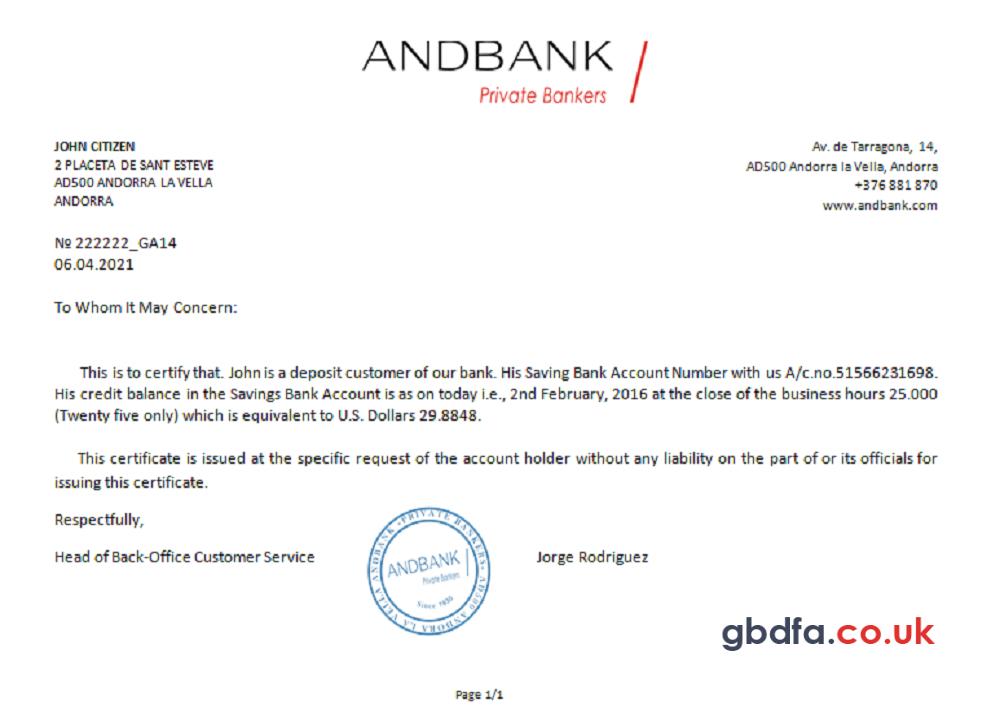 ANDBANK
Private Bankers
JOHN CITIZEN
2 PLACETA DE SANT ESTEVE
AD500 ANDORRA LA VELLA
ANDORRA
Av. de Tarragona, 14,
AD500 Andorra la Vella, Andorra
+376 881 870
www.andbank.com
№ 222222_GA14
06.04.2021
To Whom It May Concern:
This is to certify that. John is a deposit customer of our bank. His Saving Bank Account Number with us A/c.no.51566231698.
His credit balance in the Savings Bank Account is as on today i.e., 2nd February, 2016 at the close of the business hours 25.000
(Twenty five only) which is equivalent to U.S. Dollars 29.8848.
This certificate is issued at the specific request of the account holder without any liability on the part of or its officials for
issuing this certificate.
Respectfully,
Head of Back-Office Customer Service
ANDBANK • PRIVATE BANKERS • AD500 ANDORA LA VELLA
ANDBANK
Private Bankers
Since 1930
Jorge Rodriguez
gbdfa.co.uk
Page 1/1